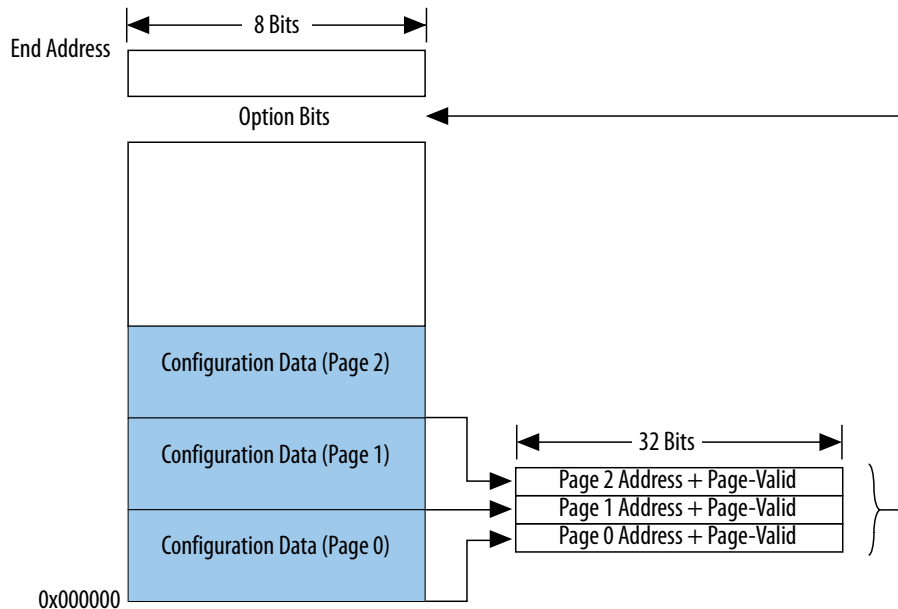 8 Bits
End Address
Option Bits
Configuration Data (Page 2)
Configuration Data (Page 1)
32 Bits
Page 2 Address + Page-Valid
Page 1 Address + Page-Valid
Page 0 Address + Page-Valid
Configuration Data (Page 0)
0x000000